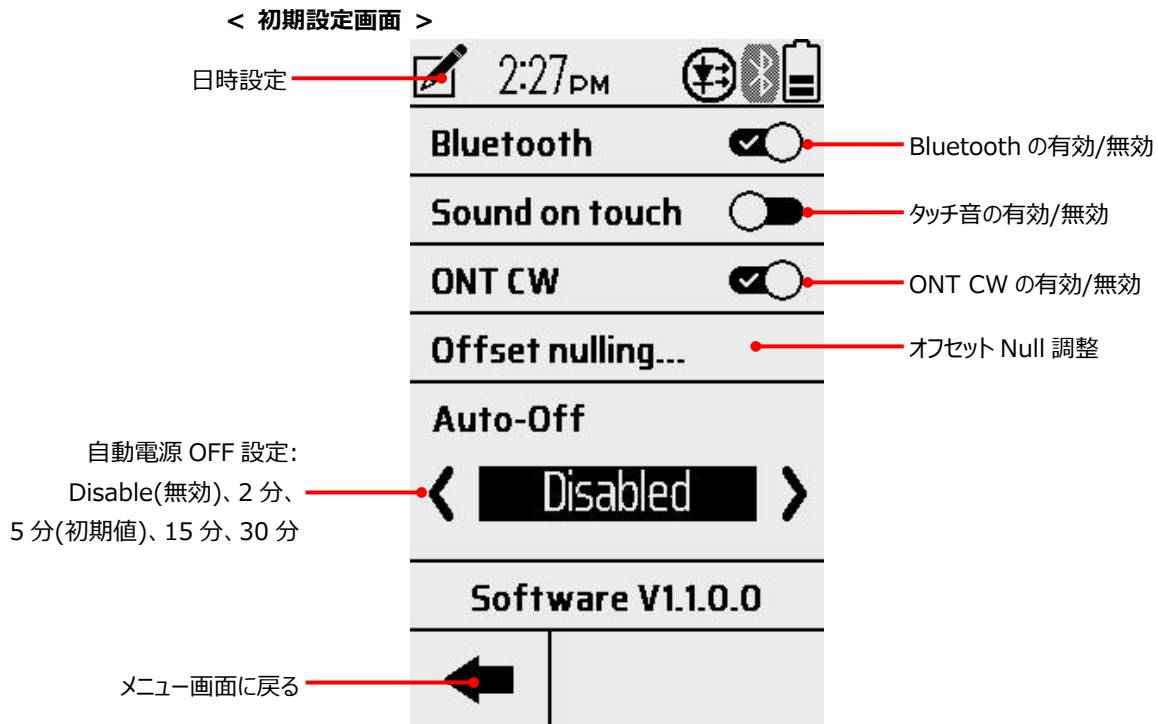 < 初期設定画面 >
日時設定
2:27PM
Bluetooth
Bluetooth の有効/無効
Sound on touch
タッチ音の有効/無効
ONT CW
ONT CW の有効/無効
Offset nulling...
オフセット Null 調整
Auto-Off
自動電源 OFF 設定:
Disable(無効)、2 分、
5 分(初期値)、15 分、30 分
Disabled
Software V1.1.0.0
メニュー画面に戻る